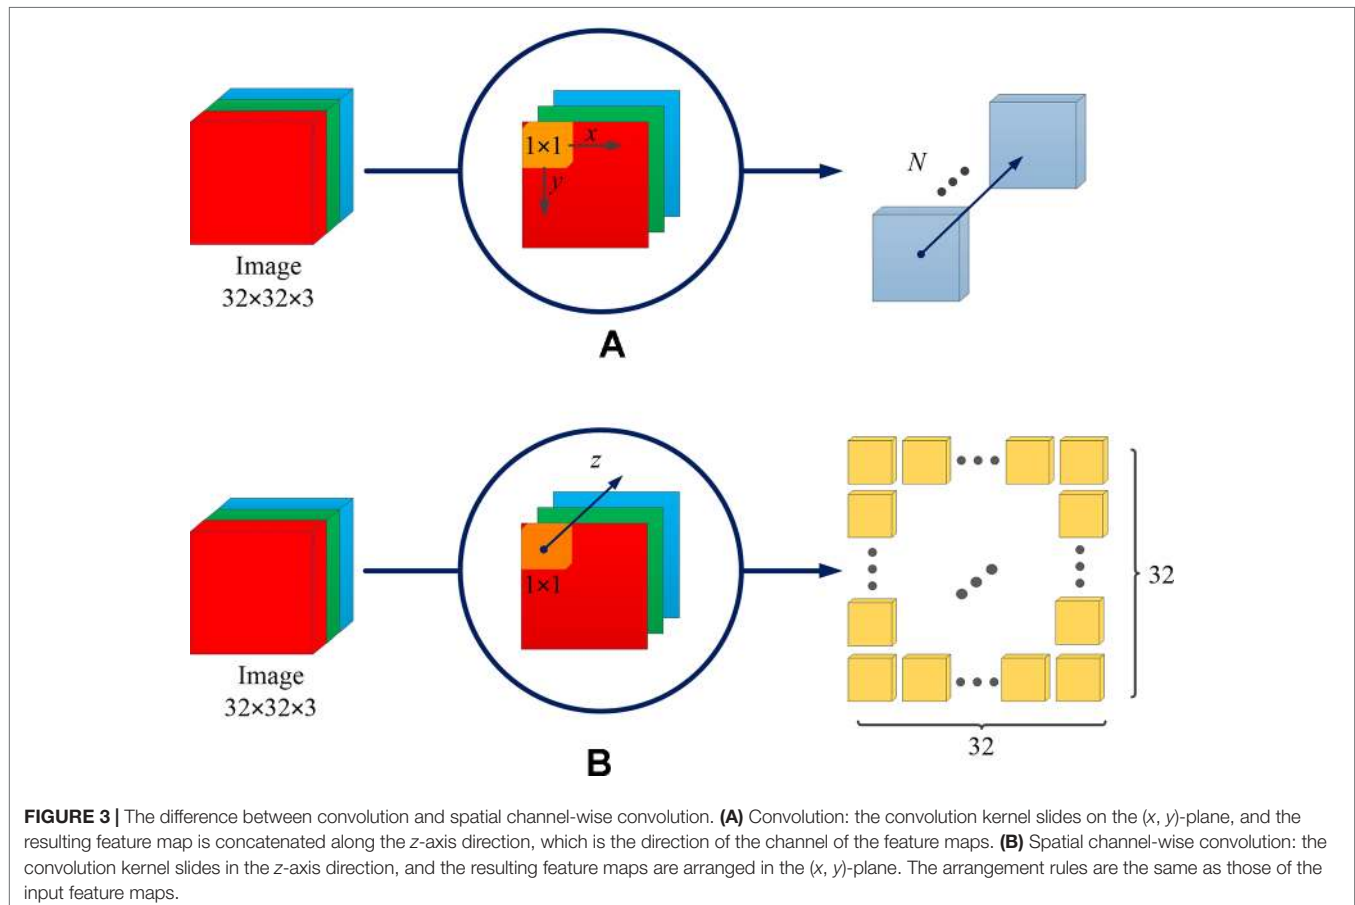 1×1
x
y
N
Image
32×32×3
A
z
1×1
32
Image
32×32×3
32
B
FIGURE 3 | The difference between convolution and spatial channel-wise convolution. (A) Convolution: the convolution kernel slides on the (x, y)-plane, and the
resulting feature map is concatenated along the z-axis direction, which is the direction of the channel of the feature maps. (B) Spatial channel-wise convolution: the
convolution kernel slides in the z-axis direction, and the resulting feature maps are arranged in the (x, y)-plane. The arrangement rules are the same as those of the
input feature maps.